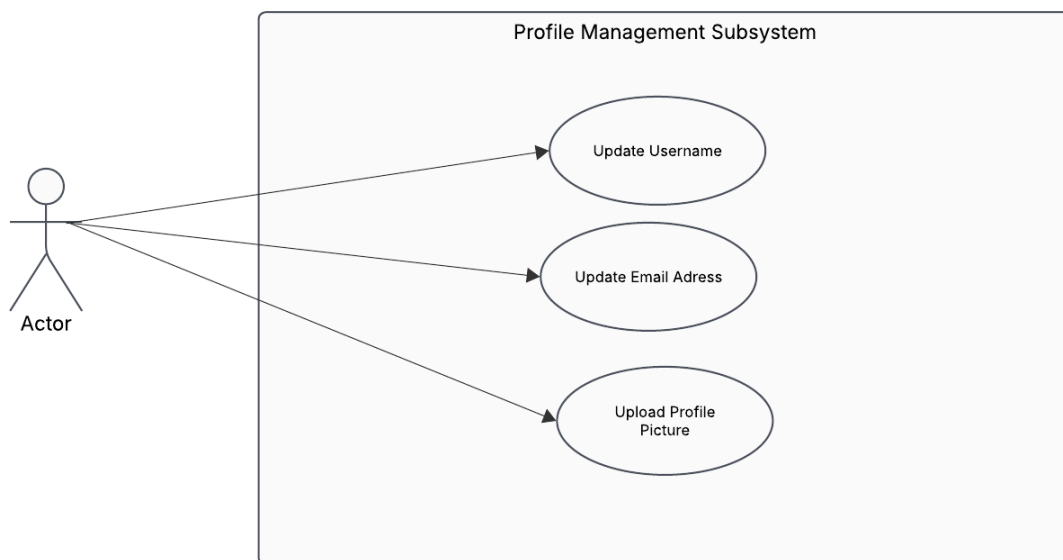 Profile Management Subsystem
Update Username
Update Email Adress
Upload Profile
Picture
Actor